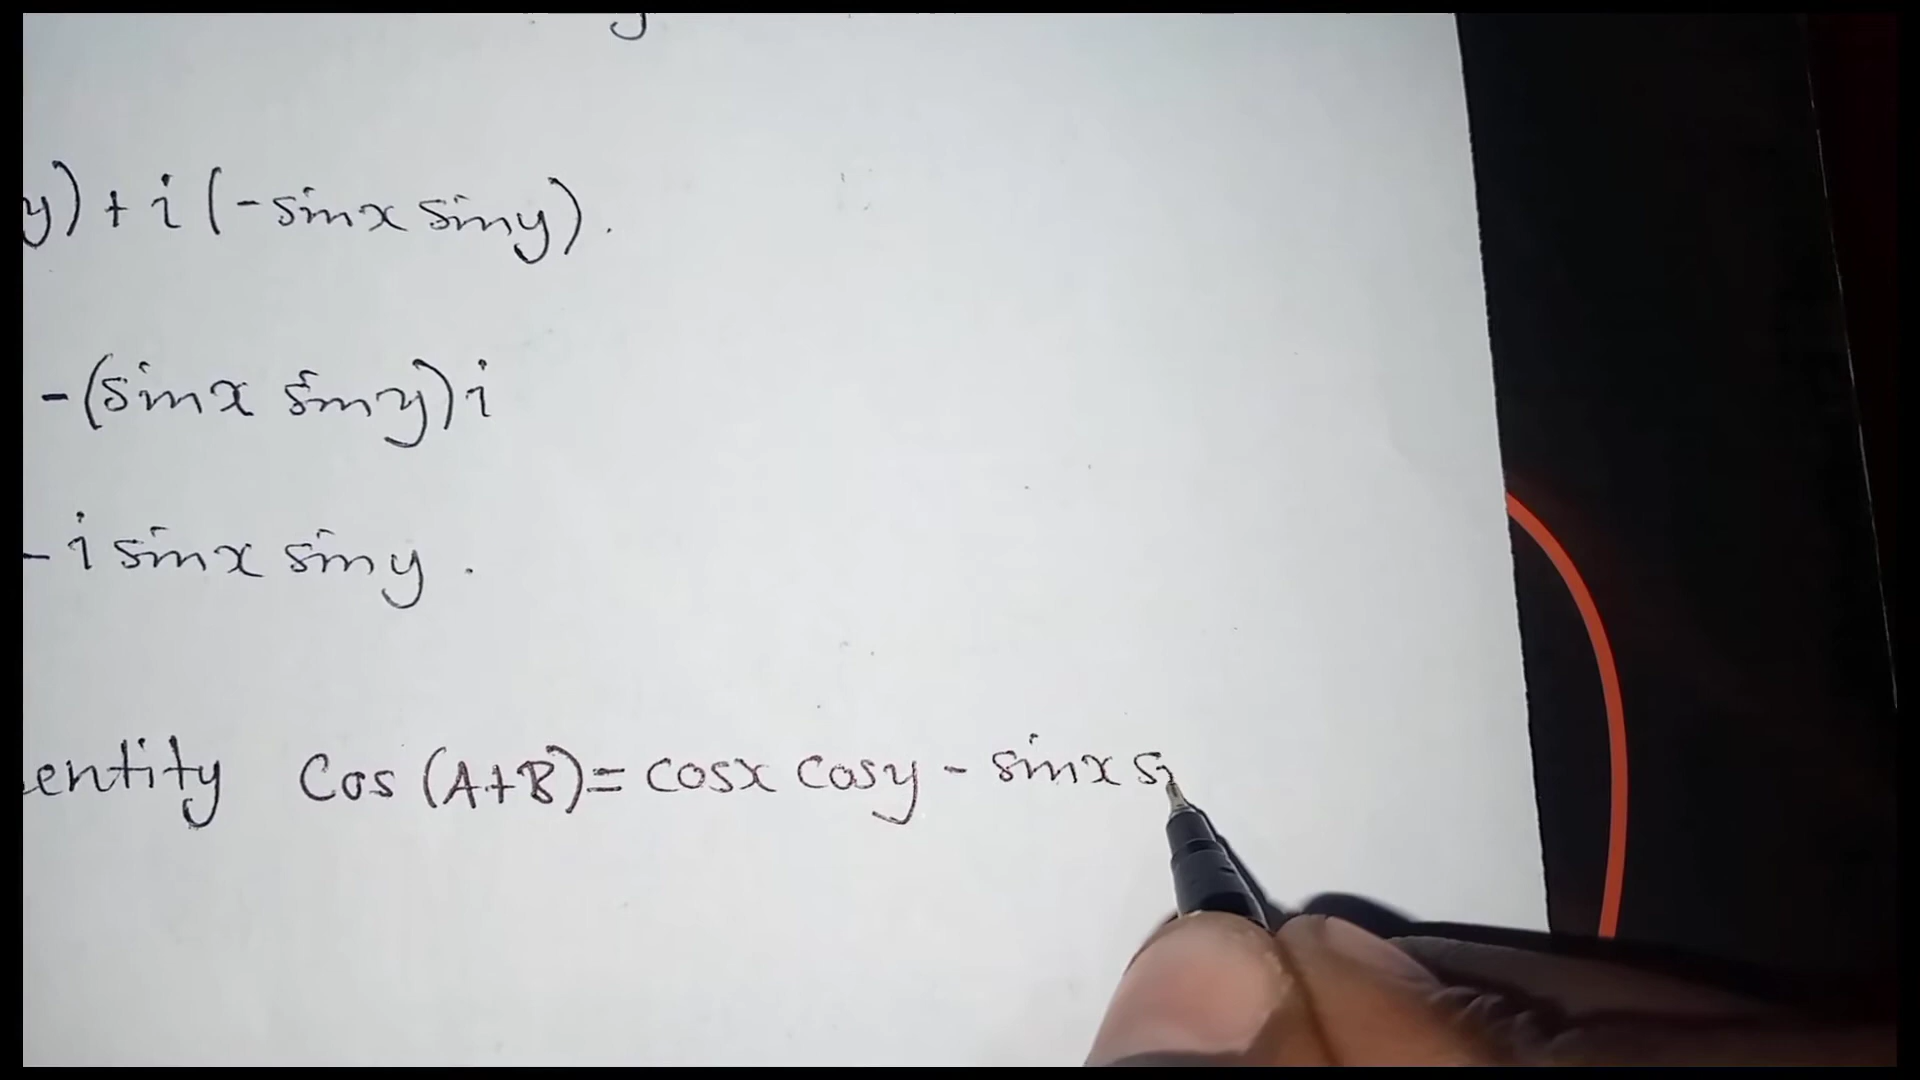 y) + i (-sinx siny).
-(sinx siny)i
- i sinx siny .
entity Cos (A+B)= cosx cosy - sinx s